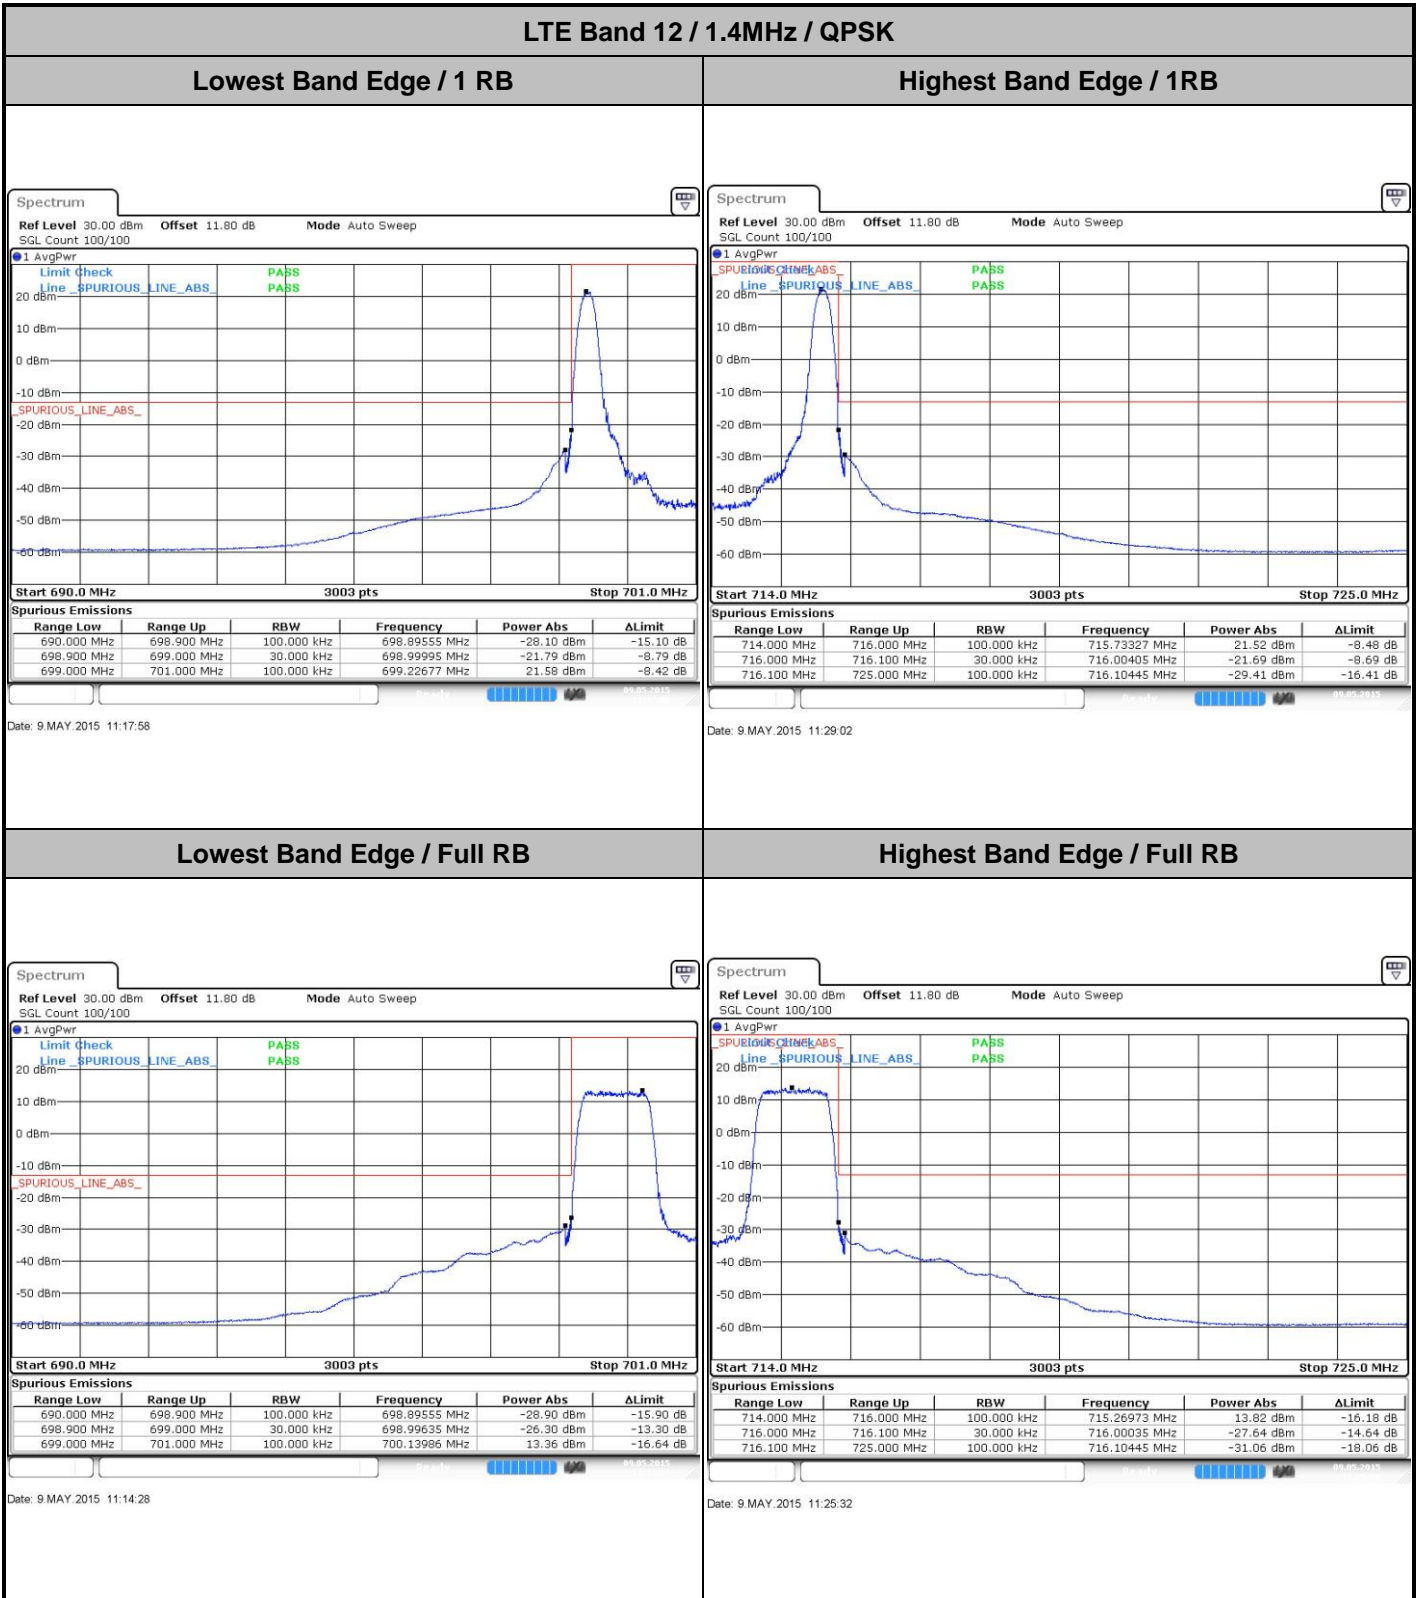 LTE Band 12 / 1.4MHz / QPSK
Lowest Band Edge / 1 RB
Highest Band Edge / 1RB
Spectrum
Ref Level 30.00 dBm Offset 11.80 dB Mode Auto Sweep
SGL Count 100/100
1 AvgPwr
Limit Check PASS
Line _SPURIOUS_LINE_ABS_ PASS
20 dBm
10 dBm
0 dBm
-10 dBm
_SPURIOUS_LINE_ABS_
-20 dBm
-30 dBm
-40 dBm
-50 dBm
-60 dBm
Start 690.0 MHz 3003 pts Stop 701.0 MHz
Spurious Emissions
Range Low Range Up RBW Frequency Power Abs ΔLimit
690.000 MHz 698.900 MHz 100.000 kHz 698.89555 MHz -28.10 dBm -15.10 dB
698.900 MHz 699.000 MHz 30.000 kHz 698.99995 MHz -21.79 dBm -8.79 dB
699.000 MHz 701.000 MHz 100.000 kHz 699.22677 MHz 21.58 dBm -8.42 dB
Ready 09.05.2015
Date: 9.MAY.2015 11:17:58
Spectrum
Ref Level 30.00 dBm Offset 11.80 dB Mode Auto Sweep
SGL Count 100/100
1 AvgPwr
_SPURIOUS_LINE_ABS_
Limit Check PASS
Line _SPURIOUS_LINE_ABS_ PASS
20 dBm
10 dBm
0 dBm
-10 dBm
-20 dBm
-30 dBm
-40 dBm
-50 dBm
-60 dBm
Start 714.0 MHz 3003 pts Stop 725.0 MHz
Spurious Emissions
Range Low Range Up RBW Frequency Power Abs ΔLimit
714.000 MHz 716.000 MHz 100.000 kHz 715.73327 MHz 21.52 dBm -8.48 dB
716.000 MHz 716.100 MHz 30.000 kHz 716.00405 MHz -21.69 dBm -8.69 dB
716.100 MHz 725.000 MHz 100.000 kHz 716.10445 MHz -29.41 dBm -16.41 dB
Ready 09.05.2015
Date: 9.MAY.2015 11:29:02
Lowest Band Edge / Full RB
Highest Band Edge / Full RB
Spectrum
Ref Level 30.00 dBm Offset 11.80 dB Mode Auto Sweep
SGL Count 100/100
1 AvgPwr
Limit Check PASS
Line _SPURIOUS_LINE_ABS_ PASS
20 dBm
10 dBm
0 dBm
-10 dBm
_SPURIOUS_LINE_ABS_
-20 dBm
-30 dBm
-40 dBm
-50 dBm
-60 dBm
Start 690.0 MHz 3003 pts Stop 701.0 MHz
Spurious Emissions
Range Low Range Up RBW Frequency Power Abs ΔLimit
690.000 MHz 698.900 MHz 100.000 kHz 698.89555 MHz -28.90 dBm -15.90 dB
698.900 MHz 699.000 MHz 30.000 kHz 698.99635 MHz -26.30 dBm -13.30 dB
699.000 MHz 701.000 MHz 100.000 kHz 700.13986 MHz 13.36 dBm -16.64 dB
Ready 09.05.2015
Date: 9.MAY.2015 11:14:28
Spectrum
Ref Level 30.00 dBm Offset 11.80 dB Mode Auto Sweep
SGL Count 100/100
1 AvgPwr
_SPURIOUS_LINE_ABS_
Limit Check PASS
Line _SPURIOUS_LINE_ABS_ PASS
20 dBm
10 dBm
0 dBm
-10 dBm
-20 dBm
-30 dBm
-40 dBm
-50 dBm
-60 dBm
Start 714.0 MHz 3003 pts Stop 725.0 MHz
Spurious Emissions
Range Low Range Up RBW Frequency Power Abs ΔLimit
714.000 MHz 716.000 MHz 100.000 kHz 715.26973 MHz 13.82 dBm -16.18 dB
716.000 MHz 716.100 MHz 30.000 kHz 716.00035 MHz -27.64 dBm -14.64 dB
716.100 MHz 725.000 MHz 100.000 kHz 716.10445 MHz -31.06 dBm -18.06 dB
Ready 09.05.2015
Date: 9.MAY.2015 11:25:32